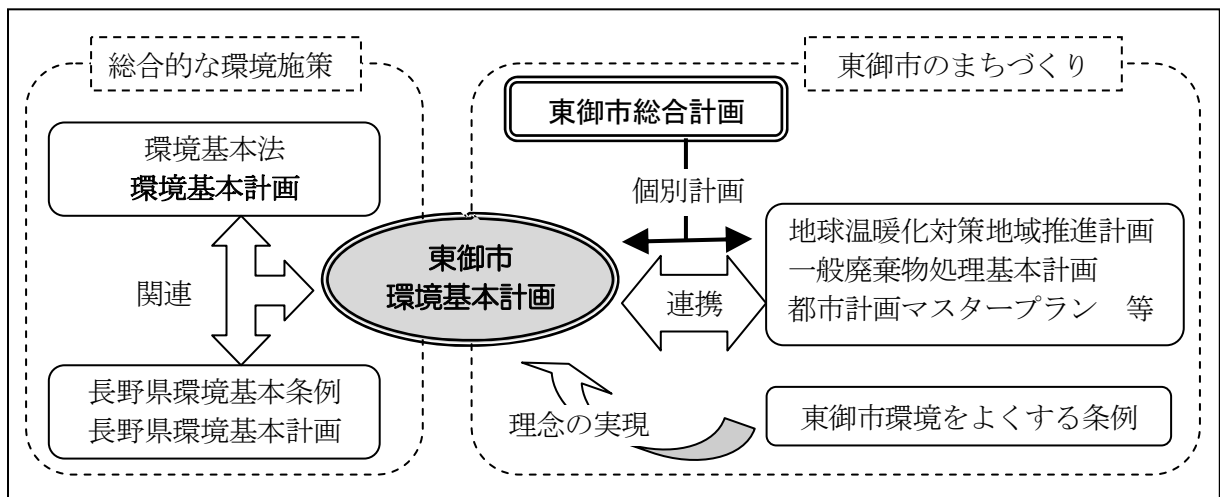 総合的な環境施策
東御市のまちづくり
東御市総合計画
環境基本法
環境基本計画
個別計画
地球温暖化対策地域推進計画
一般廃棄物処理基本計画
都市計画マスタープラン　等
東御市
環境基本計画
関連
連携
長野県環境基本条例
長野県環境基本計画
理念の実現
東御市環境をよくする条例